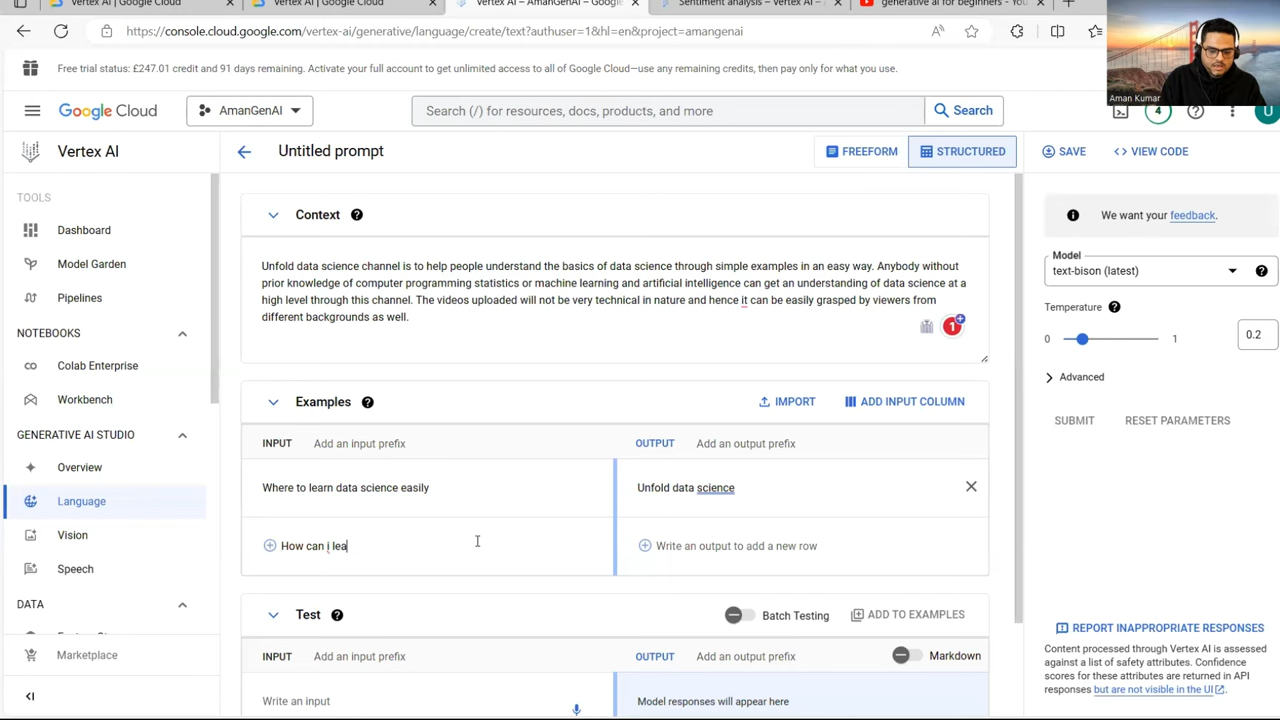 Vertex AI | Google Cloud
Vertex AI | Google Cloud
Vertex AI – AmanGenAI – Google
Sentiment analysis – Vertex AI – A
generative ai for beginners - You
https://console.cloud.google.com/vertex-ai/generative/language/create/text?authuser=1&hl=en&project=amangenai
Free trial status: £247.01 credit and 91 days remaining. Activate your full account to get unlimited access to all of Google Cloud—use any remaining credits, then pay only for what you use.
Aman Kumar
Google Cloud
AmanGenAI
Search (/) for resources, docs, products, and more
Search
4
U
Vertex AI
Untitled prompt
FREEFORM
STRUCTURED
SAVE
<> VIEW CODE
TOOLS
Dashboard
Model Garden
Pipelines
NOTEBOOKS
Colab Enterprise
Workbench
GENERATIVE AI STUDIO
Overview
Language
Vision
Speech
DATA
Marketplace
Context
Unfold data science channel is to help people understand the basics of data science through simple examples in an easy way. Anybody without
prior knowledge of computer programming statistics or machine learning and artificial intelligence can get an understanding of data science at a
high level through this channel. The videos uploaded will not be very technical in nature and hence it can be easily grasped by viewers from
different backgrounds as well.
1
Examples
IMPORT
ADD INPUT COLUMN
INPUT Add an input prefix
OUTPUT Add an output prefix
Where to learn data science easily
Unfold data science
How can i lea
Write an output to add a new row
Test
Batch Testing
ADD TO EXAMPLES
INPUT Add an input prefix
OUTPUT Add an output prefix
Markdown
Write an input
Model responses will appear here
We want your feedback.
Model
text-bison (latest)
Temperature
0
1
0.2
Advanced
SUBMIT
RESET PARAMETERS
REPORT INAPPROPRIATE RESPONSES
Content processed through Vertex AI is assessed
against a list of safety attributes. Confidence
scores for these attributes are returned in API
responses but are not visible in the UI.